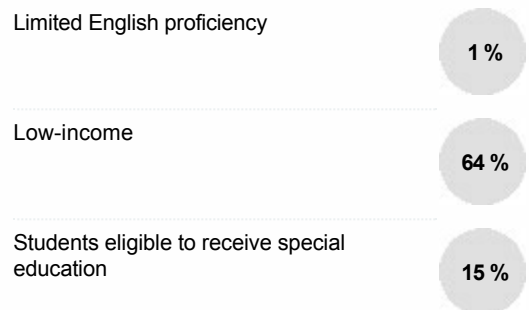 Limited English proficiency
1 %
Low-income
64 %
Students eligible to receive special
education
15 %